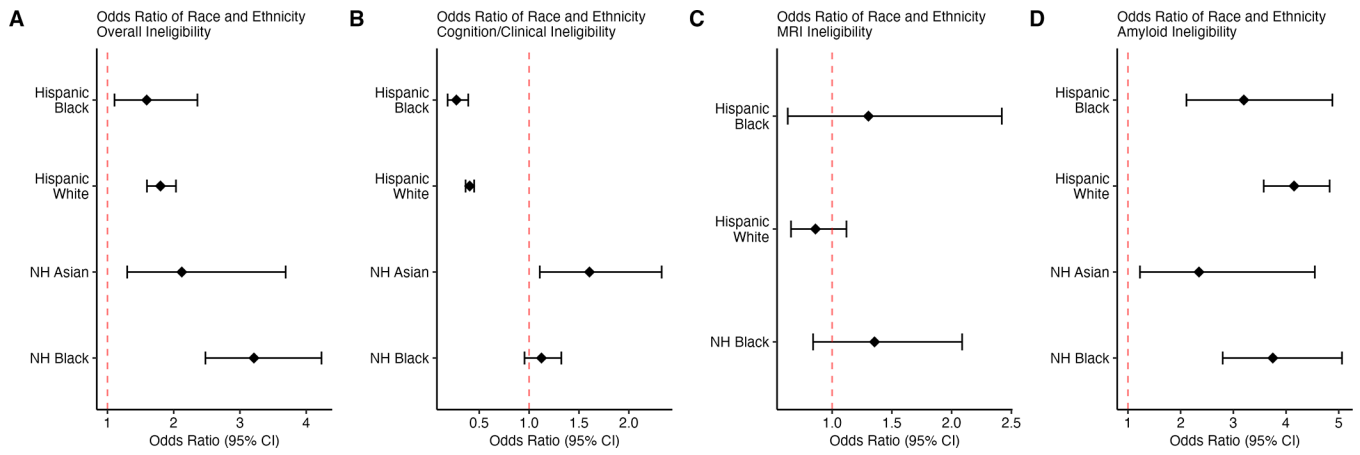 A
Odds Ratio of Race and Ethnicity
Overall Ineligibility
Hispanic
Black
Hispanic
White
NH Asian
NH Black
1 2 3 4
Odds Ratio (95% CI)
B
Odds Ratio of Race and Ethnicity
Cognition/Clinical Ineligibility
Hispanic
Black
Hispanic
White
NH Asian
NH Black
0.5 1.0 1.5 2.0
Odds Ratio (95% CI)
C
Odds Ratio of Race and Ethnicity
MRI Ineligibility
Hispanic
Black
Hispanic
White
NH Black
1.0 1.5 2.0 2.5
Odds Ratio (95% CI)
D
Odds Ratio of Race and Ethnicity
Amyloid Ineligibility
Hispanic
Black
Hispanic
White
NH Asian
NH Black
1 2 3 4 5
Odds Ratio (95% CI)